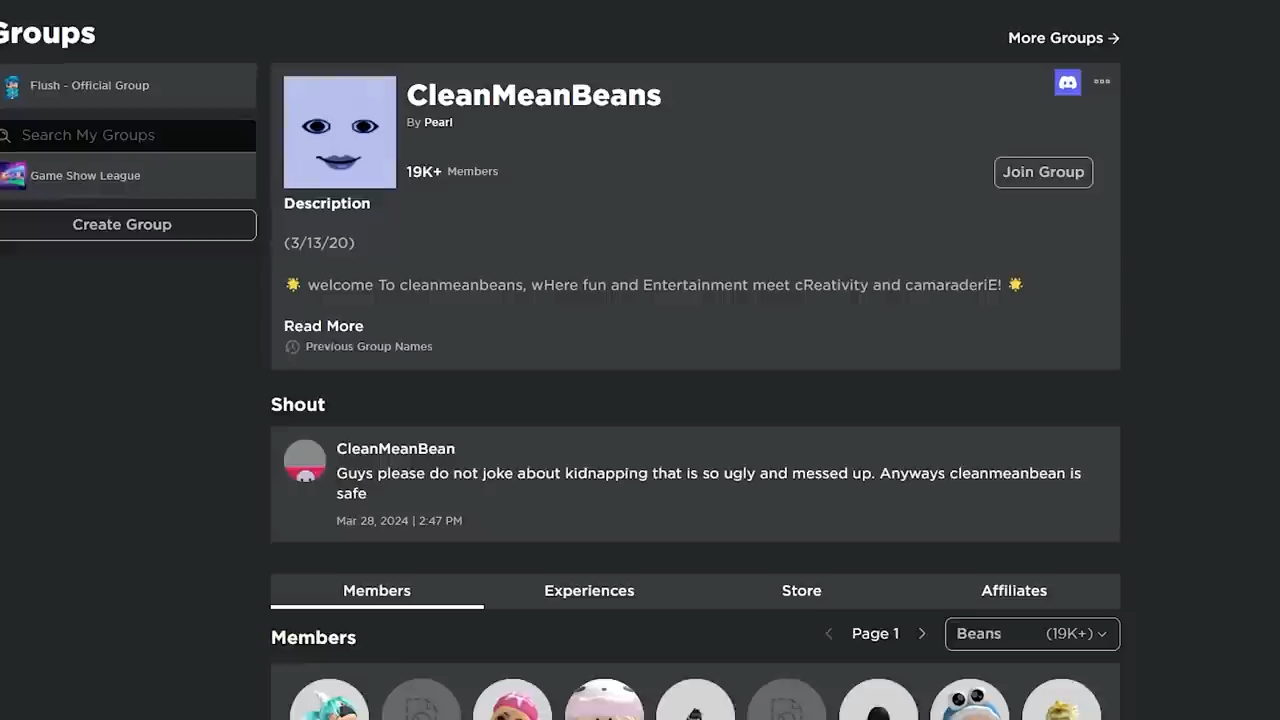 Groups
More Groups →
Flush - Official Group
Search My Groups
Game Show League
Create Group
CleanMeanBeans
By Pearl
19K+ Members
Join Group
Description
(3/13/20)
🌟 welcome To cleanmeanbeans, wHere fun and Entertainment meet cReativity and camaraderiE! 🌟
Read More
Previous Group Names
Shout
CleanMeanBean
Guys please do not joke about kidnapping that is so ugly and messed up. Anyways cleanmeanbean is
safe
Mar 28, 2024 | 2:47 PM
Members Experiences Store Affiliates
Members
Page 1
Beans (19K+)